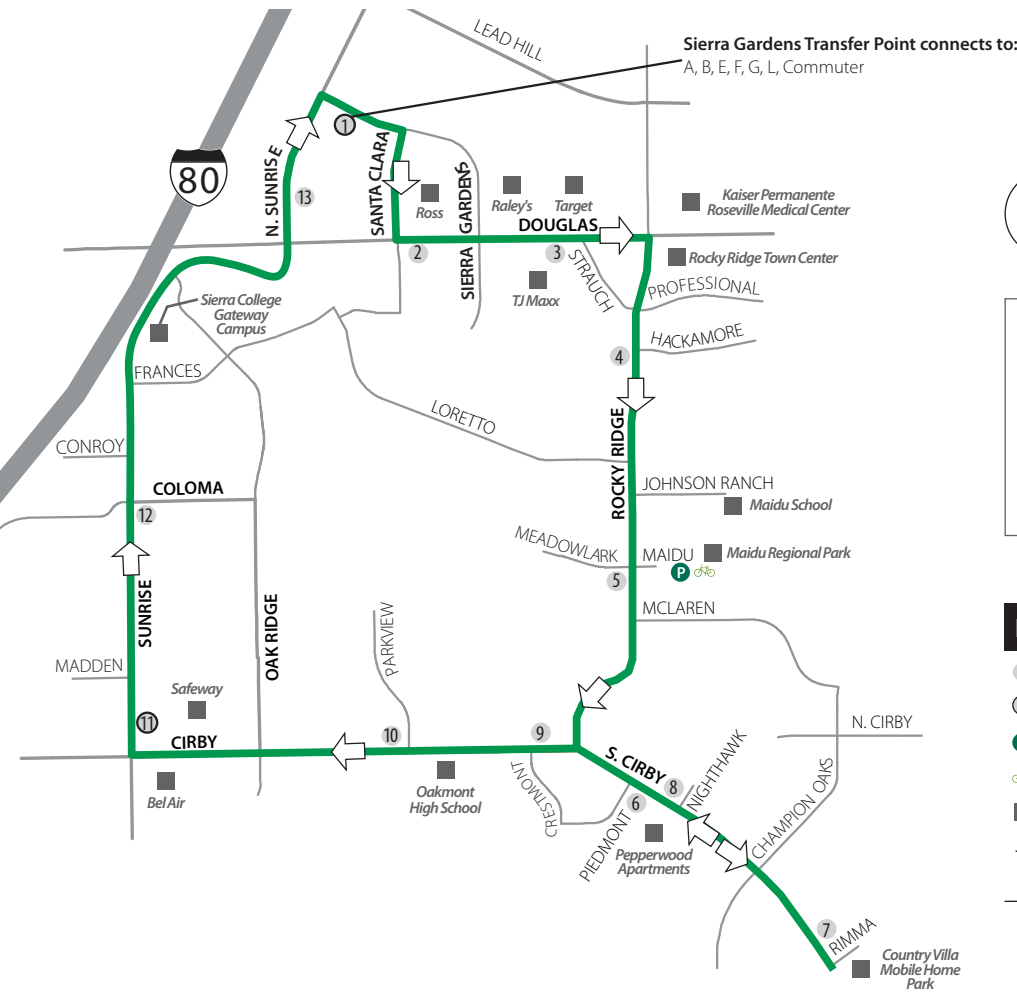 LEAD HILL
Sierra Gardens Transfer Point connects to:
A, B, E, F, G, L, Commuter
1
80
N. SUNRISE
13
SANTA CLARA
Ross
SIERRA GARDENS
Raley's
Target
Kaiser Permanente
Roseville Medical Center
DOUGLAS
2
3
STRAUCH
TJ Maxx
Rocky Ridge Town Center
PROFESSIONAL
Sierra College
Gateway
Campus
HACKAMORE
4
FRANCES
LORETTO
ROCKY RIDGE
CONROY
COLOMA
12
JOHNSON RANCH
Maidu School
MEADOWLARK
MAIDU
Maidu Regional Park
P
5
SUNRISE
OAK RIDGE
PARKVIEW
MCLAREN
MADDEN
Safeway
11
CIRBY
10
9
N. CIRBY
S. CIRBY
8
NIGHTHAWK
Bel Air
Oakmont
High School
CRESTMONT
6
PIEDMONT
Pepperwood
Apartments
CHAMPION OAKS
7
RIMMA
Country Villa
Mobile Home
Park